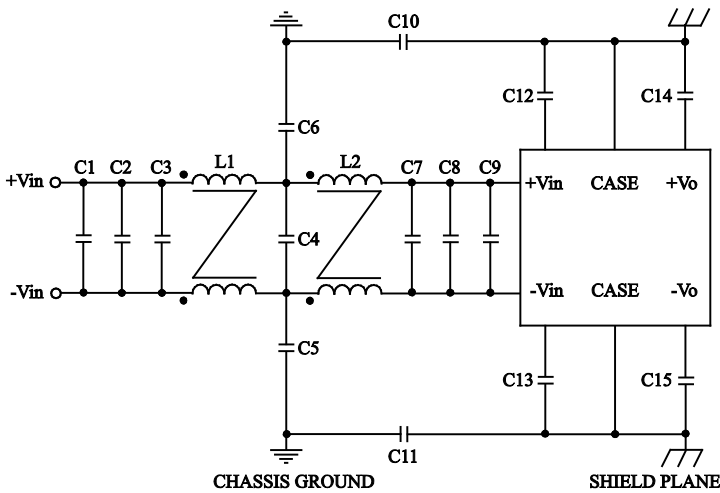 C10
C12 C14
C6
C1 C2 C3 L1 L2 C7 C8 C9
+Vin +Vin CASE +Vo
C4
-Vin -Vin CASE -Vo
C5
C13 C15
C11
CHASSIS GROUND SHIELD PLANE